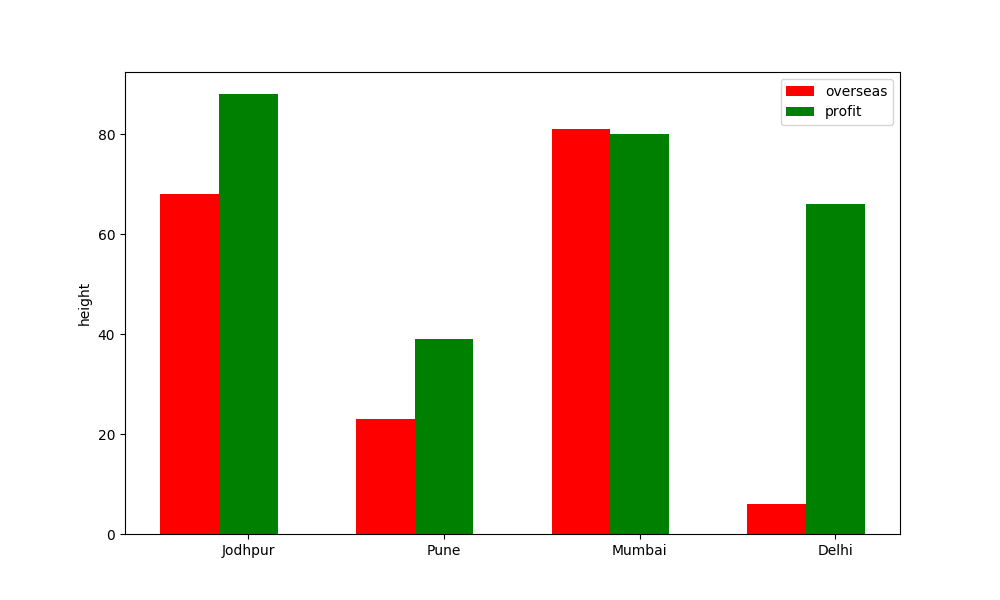 overseas
profit
80
60
40
20
0
height
Jodhpur
Pune
Mumbai
Delhi